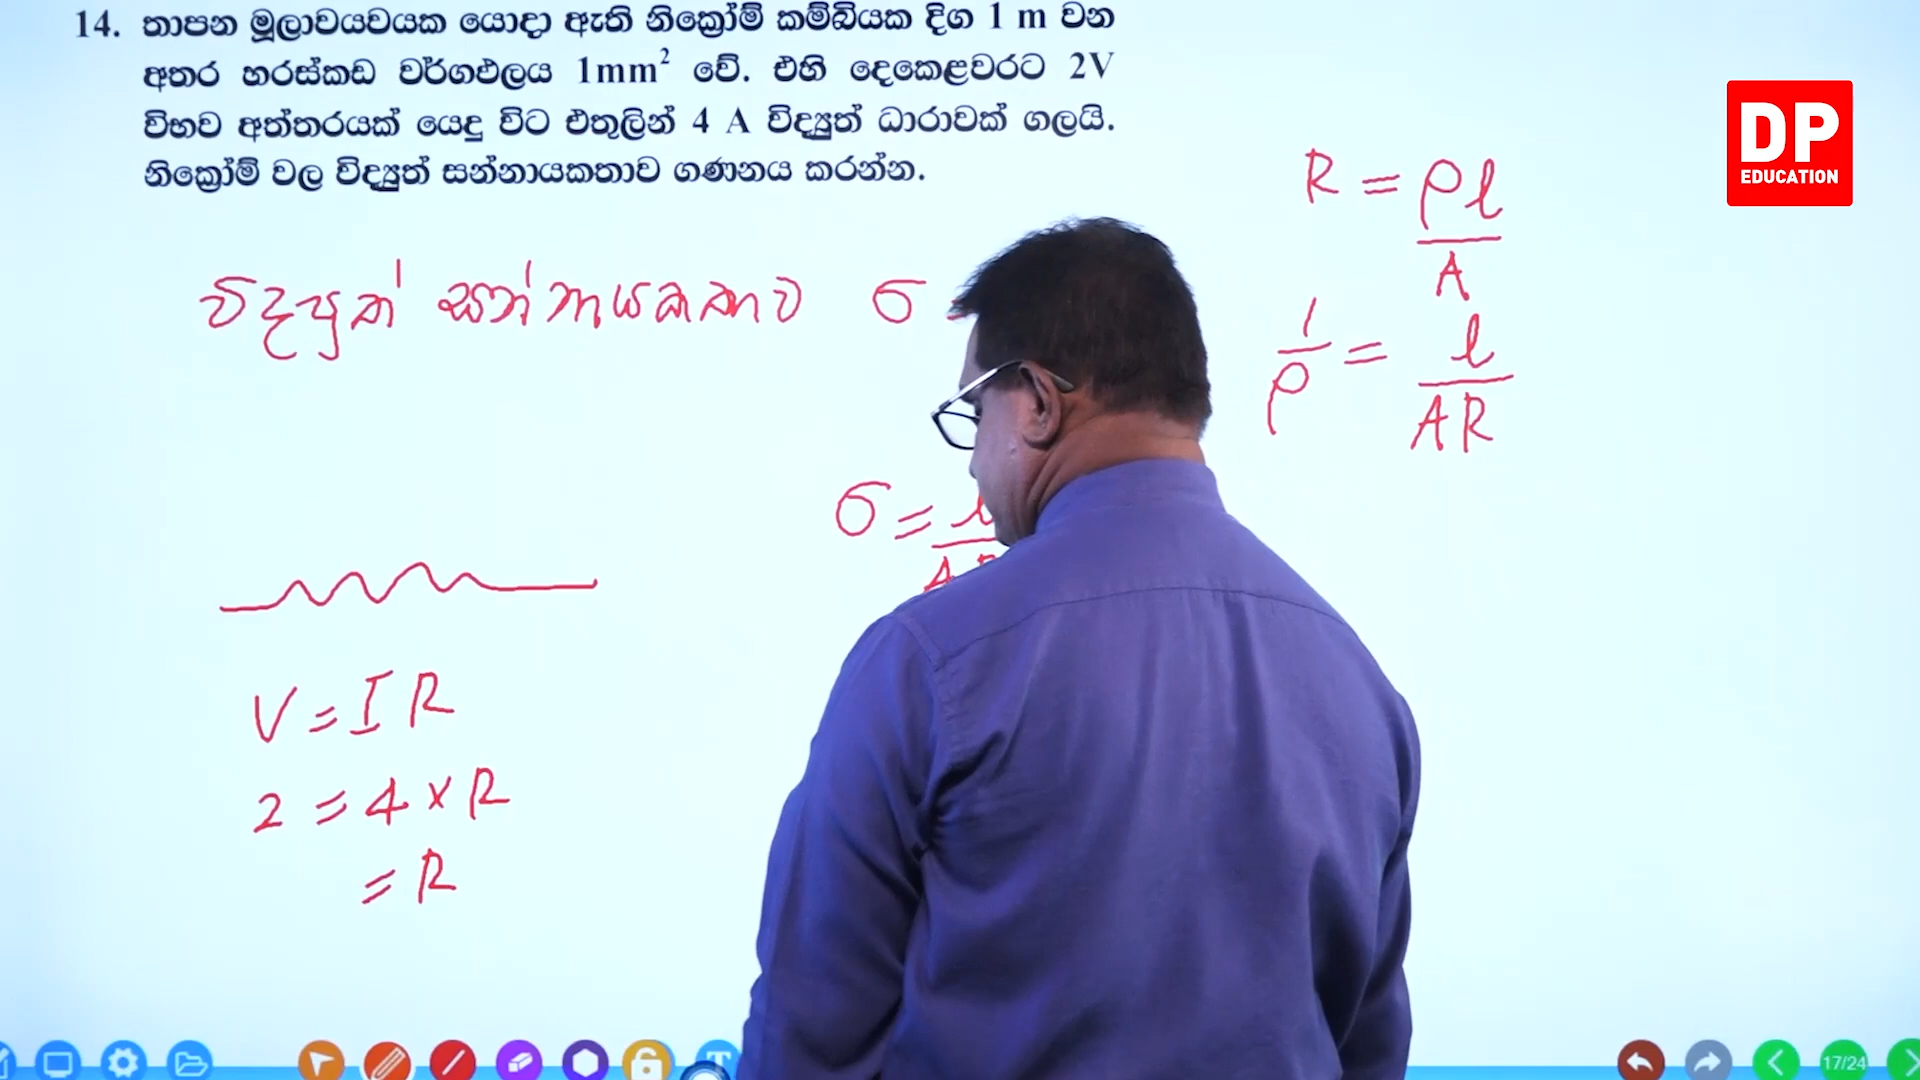 14. තාපන මූලාවයවයක යොදා ඇති නික්‍රෝම් කම්බියක දිග 1 m වන
අතර හරස්කඩ වර්ගඵලය 1mm² වේ. එහි දෙකෙළවරට 2V
විභව අත්තරයක් යෙදු විට එතුලින් 4 A විද්‍යුත් ධාරාවක් ගලයි.
නික්‍රෝම් වල විද්‍යුත් සන්නායකතාව ගණනය කරන්න.
DP
EDUCATION
R = ρl
A
විද්‍යුත් සන්නායකතාව σ
1/ρ = l/AR
σ = l
A
V = I R
2 = 4 × R
= R
T
17/24